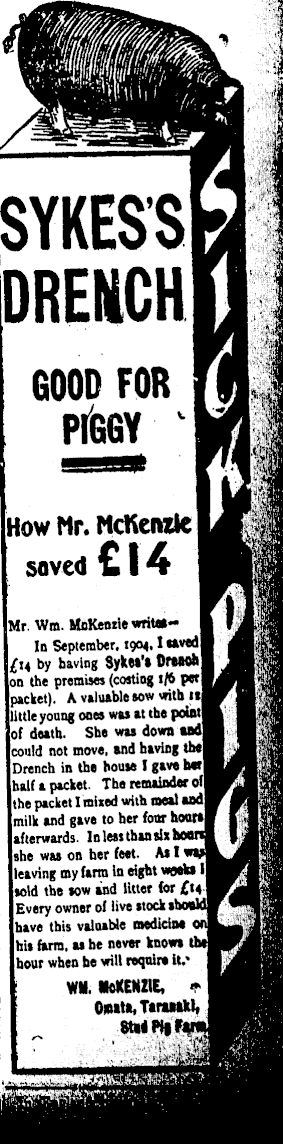 SYKES'S
DRENCH
GOOD FOR
PIGGY
How Mr. McKenzie
saved £14
Mr. Wm. McKenzie writes—
In September, 1904, I saved
£14 by having Sykes's Drench
on the premises (costing 1/6 per
packet). A valuable sow with 12
little young ones was at the point
of death. She was down and
could not move, and having the
Drench in the house I gave her
half a packet. The remainder of
the packet I mixed with meal and
milk and gave to her four hours
afterwards. In less than six hours
she was on her feet. As I was
leaving my farm in eight weeks I
sold the sow and litter for £14.
Every owner of live stock should
have this valuable medicine on
his farm, as he never knows the
hour when he will require it.
WM. McKENZIE,
Omata, Taranaki,
Stud Pig Farm
SICK PIGS